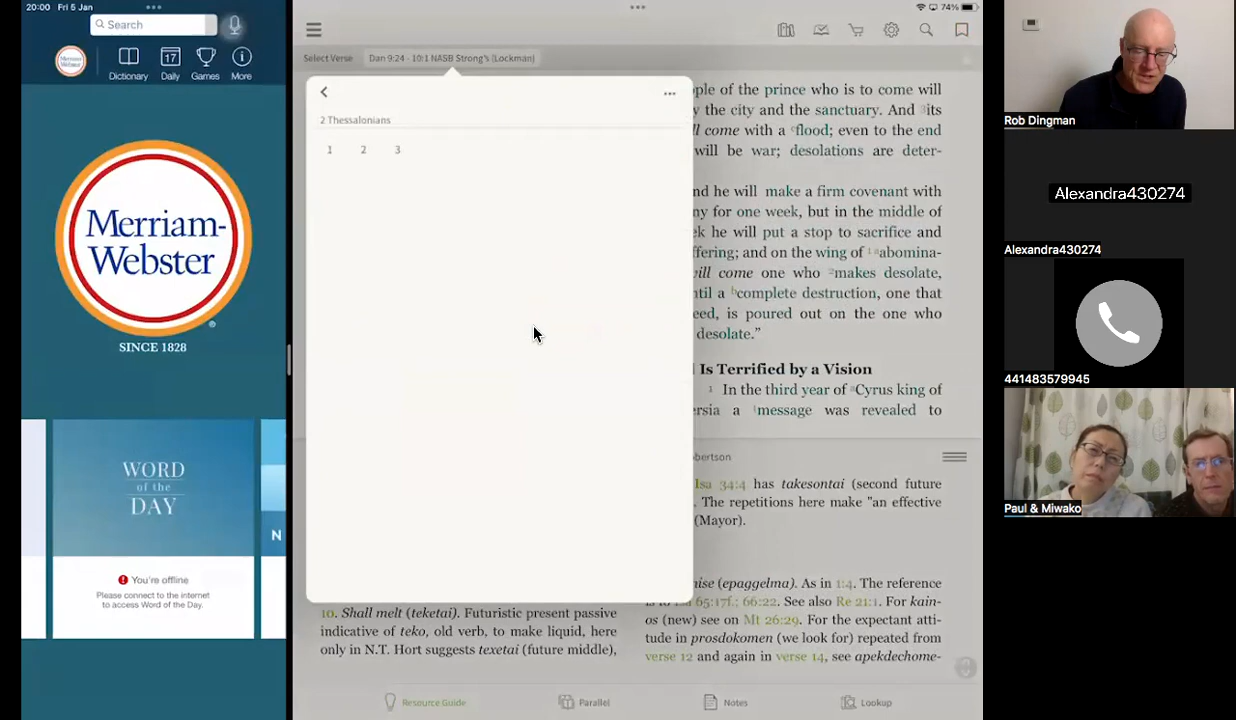 20:00 Fri 5 Jan
74%
Search
Dictionary
17
Daily
Games
More
Merriam-
Webster
®
SINCE 1828
WORD
of the
DAY
N
You're offline
Please connect to the internet
to access Word of the Day.
Select Verse
Dan 9:24 - 10:1 NASB Strong's (Lockman)
2 Thessalonians
1 2 3
ple of the prince who is to come will
y the city and the sanctuary. And its
ll come with a flood; even to the end
will be war; desolations are deter-
nd he will make a firm covenant with
ny for one week, but in the middle of
ek he will put a stop to sacrifice and
ffering; and on the wing of abomina-
will come one who makes desolate,
ntil a complete destruction, one that
eed, is poured out on the one who
desolate.”
Is Terrified by a Vision
1 In the third year of Cyrus king of
ersia a message was revealed to
obertson
Isa 34:4 has takesontai (second future
. The repetitions here make "an effective
(Mayor).
10. Shall melt (teketai). Futuristic present passive
indicative of teko, old verb, to make liquid, here
only in N.T. Hort suggests texetai (future middle),
nise (epaggelma). As in 1:4. The reference
is to Isa 65:17f.; 66:22. See also Re 21:1. For kain-
os (new) see on Mt 26:29. For the expectant atti-
tude in prosdokomen (we look for) repeated from
verse 12 and again in verse 14, see apekdechome-
Resource Guide
Parallel
Notes
Lookup
Rob Dingman
Alexandra430274
Alexandra430274
441483579945
Paul & Miwako